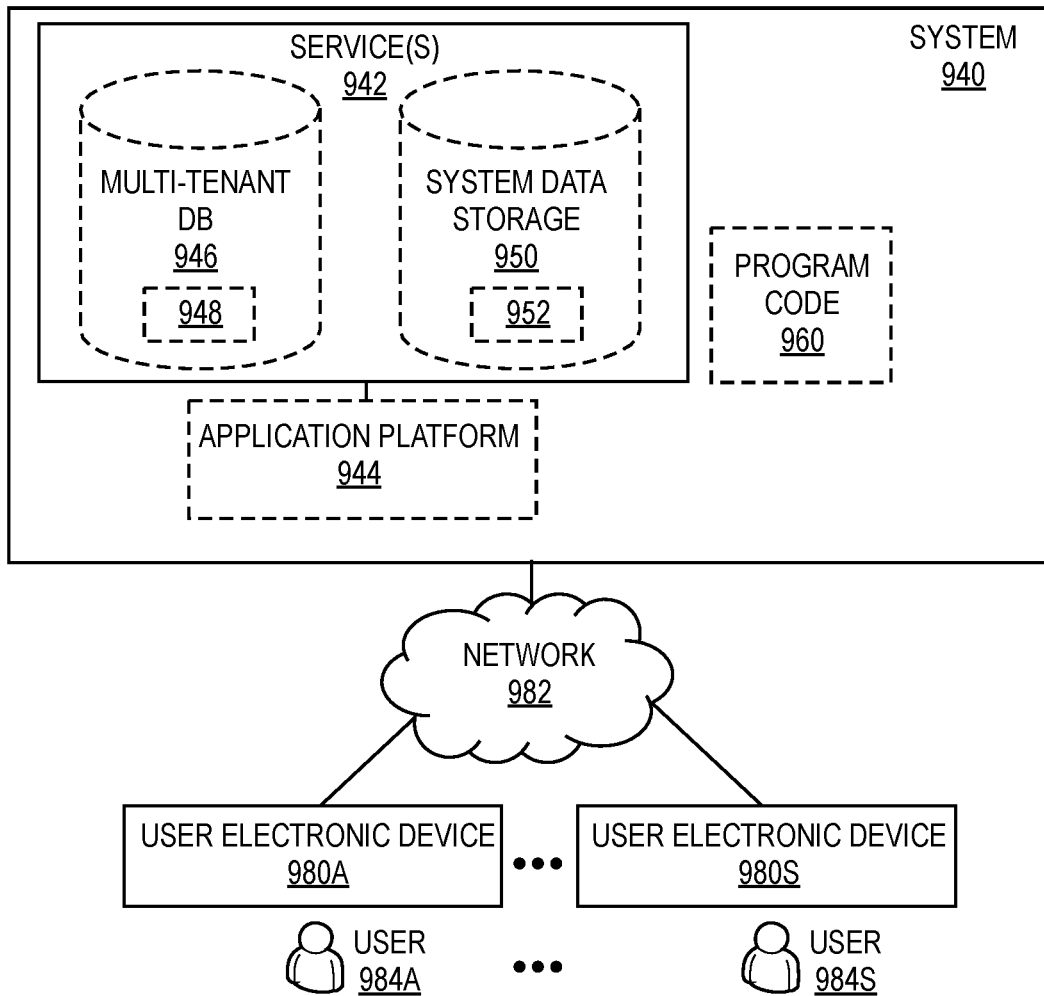 SERVICE(S)
942
SYSTEM
940
MULTI-TENANT
DB
946
948
SYSTEM DATA
STORAGE
950
952
PROGRAM
CODE
960
APPLICATION PLATFORM
944
NETWORK
982
USER ELECTRONIC DEVICE
980A
USER ELECTRONIC DEVICE
980S
USER
984A
USER
984S